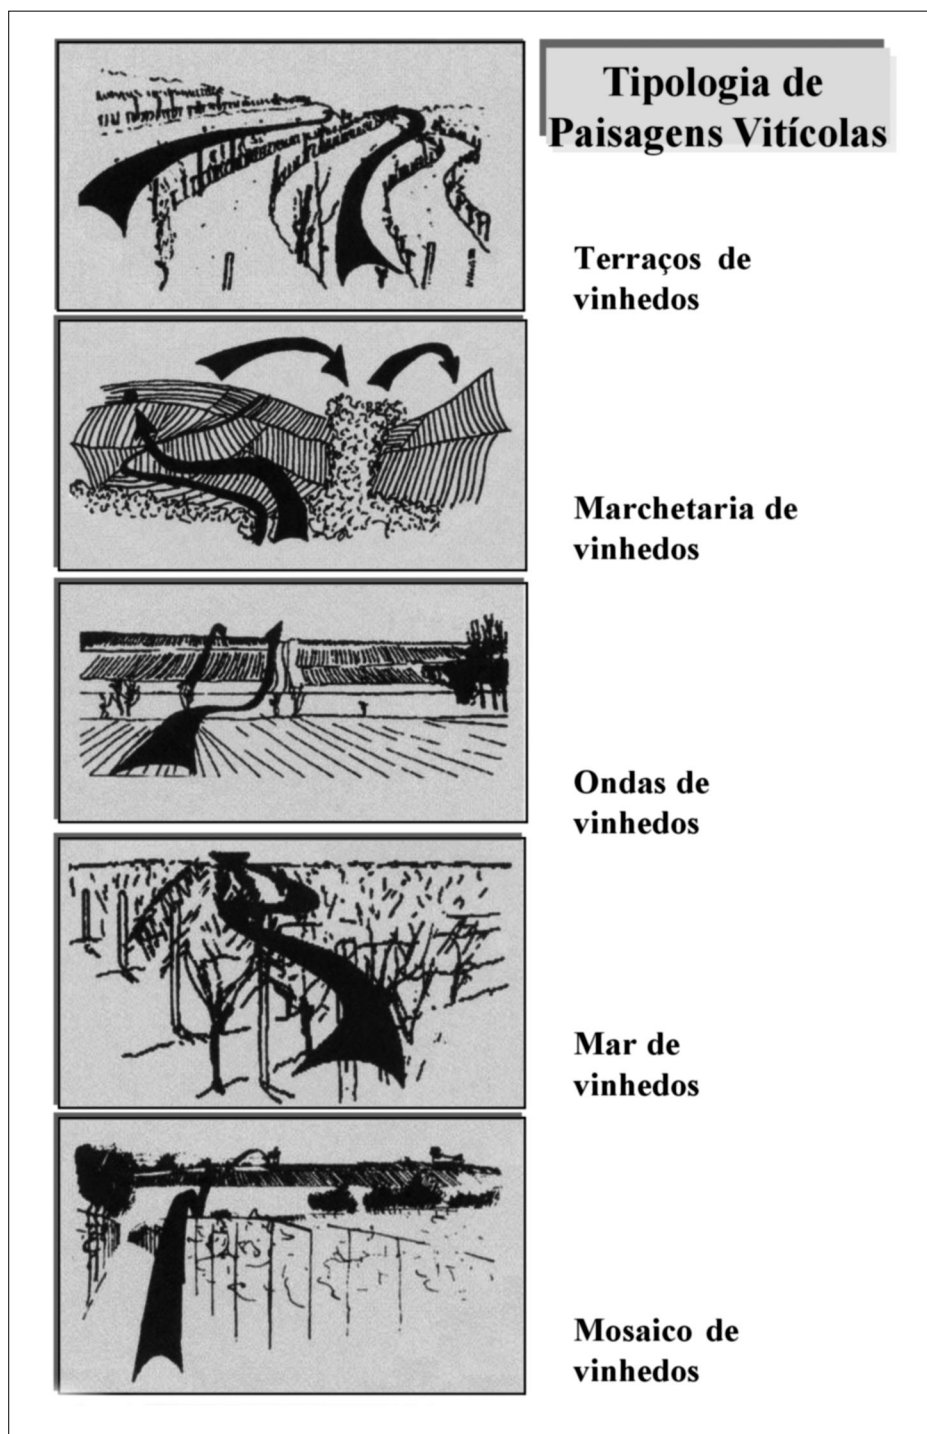 Tipologia de
Paisagens Vitícolas
Terraços de
vinhedos
Marchetaria de
vinhedos
Ondas de
vinhedos
Mar de
vinhedos
Mosaico de
vinhedos